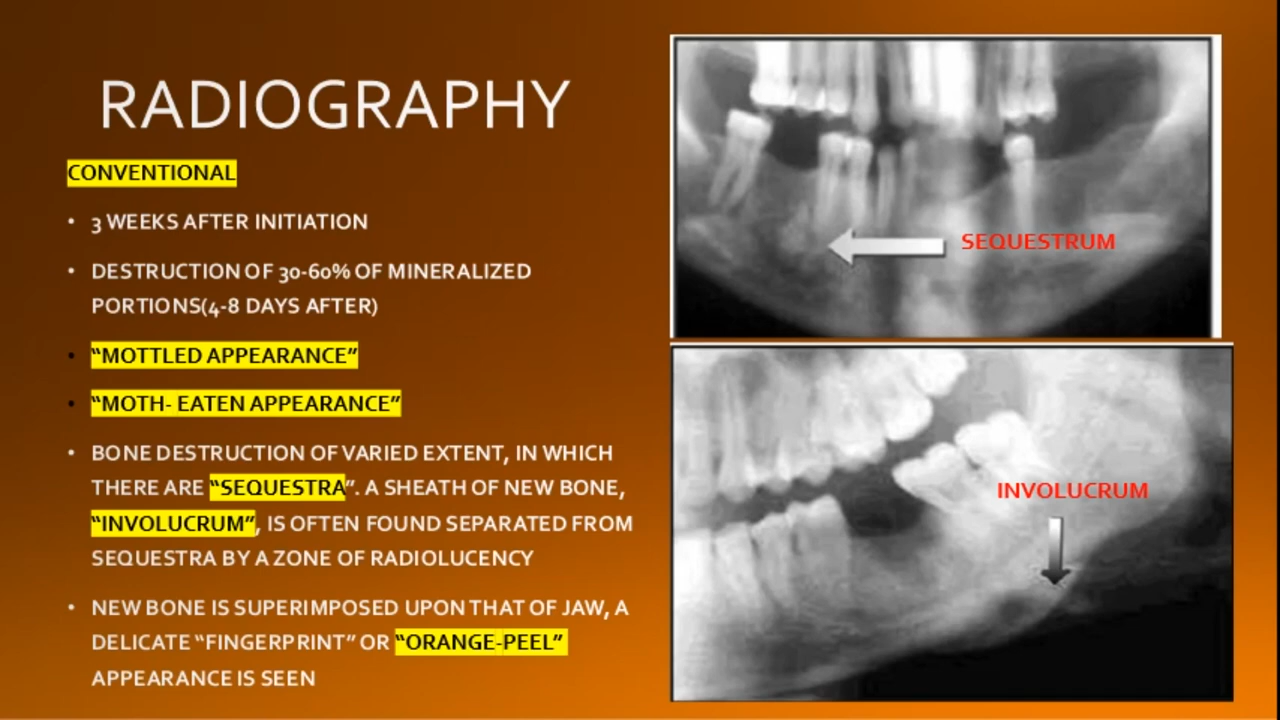 RADIOGRAPHY
CONVENTIONAL
• 3 WEEKS AFTER INITIATION
• DESTRUCTION OF 30-60% OF MINERALIZED
PORTIONS(4-8 DAYS AFTER)
• “MOTTLED APPEARANCE”
• “MOTH- EATEN APPEARANCE”
• BONE DESTRUCTION OF VARIED EXTENT, IN WHICH
THERE ARE “SEQUESTRA”. A SHEATH OF NEW BONE,
“INVOLUCRUM”, IS OFTEN FOUND SEPARATED FROM
SEQUESTRA BY A ZONE OF RADIOLUCENCY
• NEW BONE IS SUPERIMPOSED UPON THAT OF JAW, A
DELICATE “FINGERPRINT” OR “ORANGE-PEEL”
APPEARANCE IS SEEN
SEQUESTRUM
INVOLUCRUM